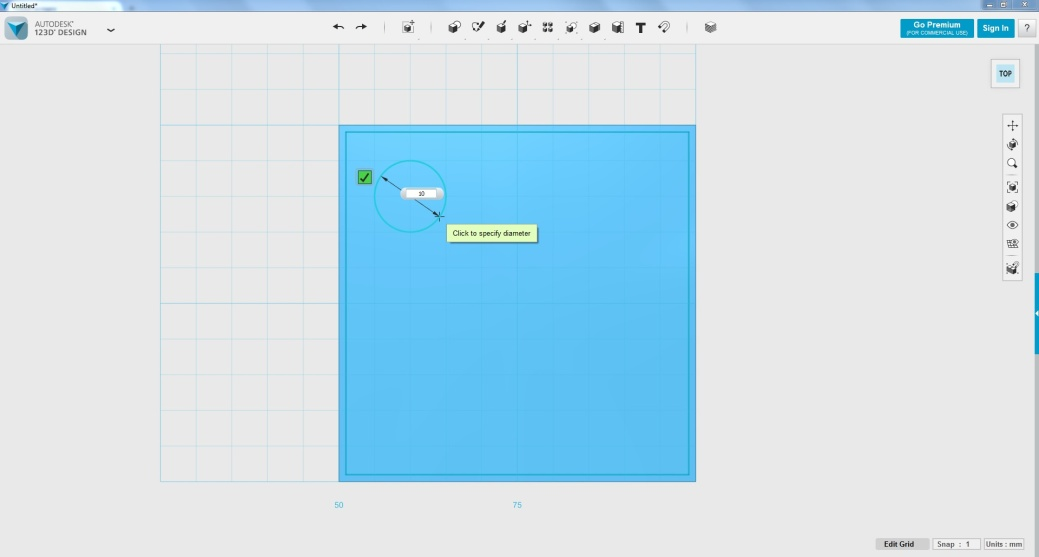 Untitled*
AUTODESK®
123D® DESIGN
Go Premium
(FOR COMMERCIAL USE)
Sign In
?
TOP
10
Click to specify diameter
50
75
Edit Grid
Snap : 1
Units : mm